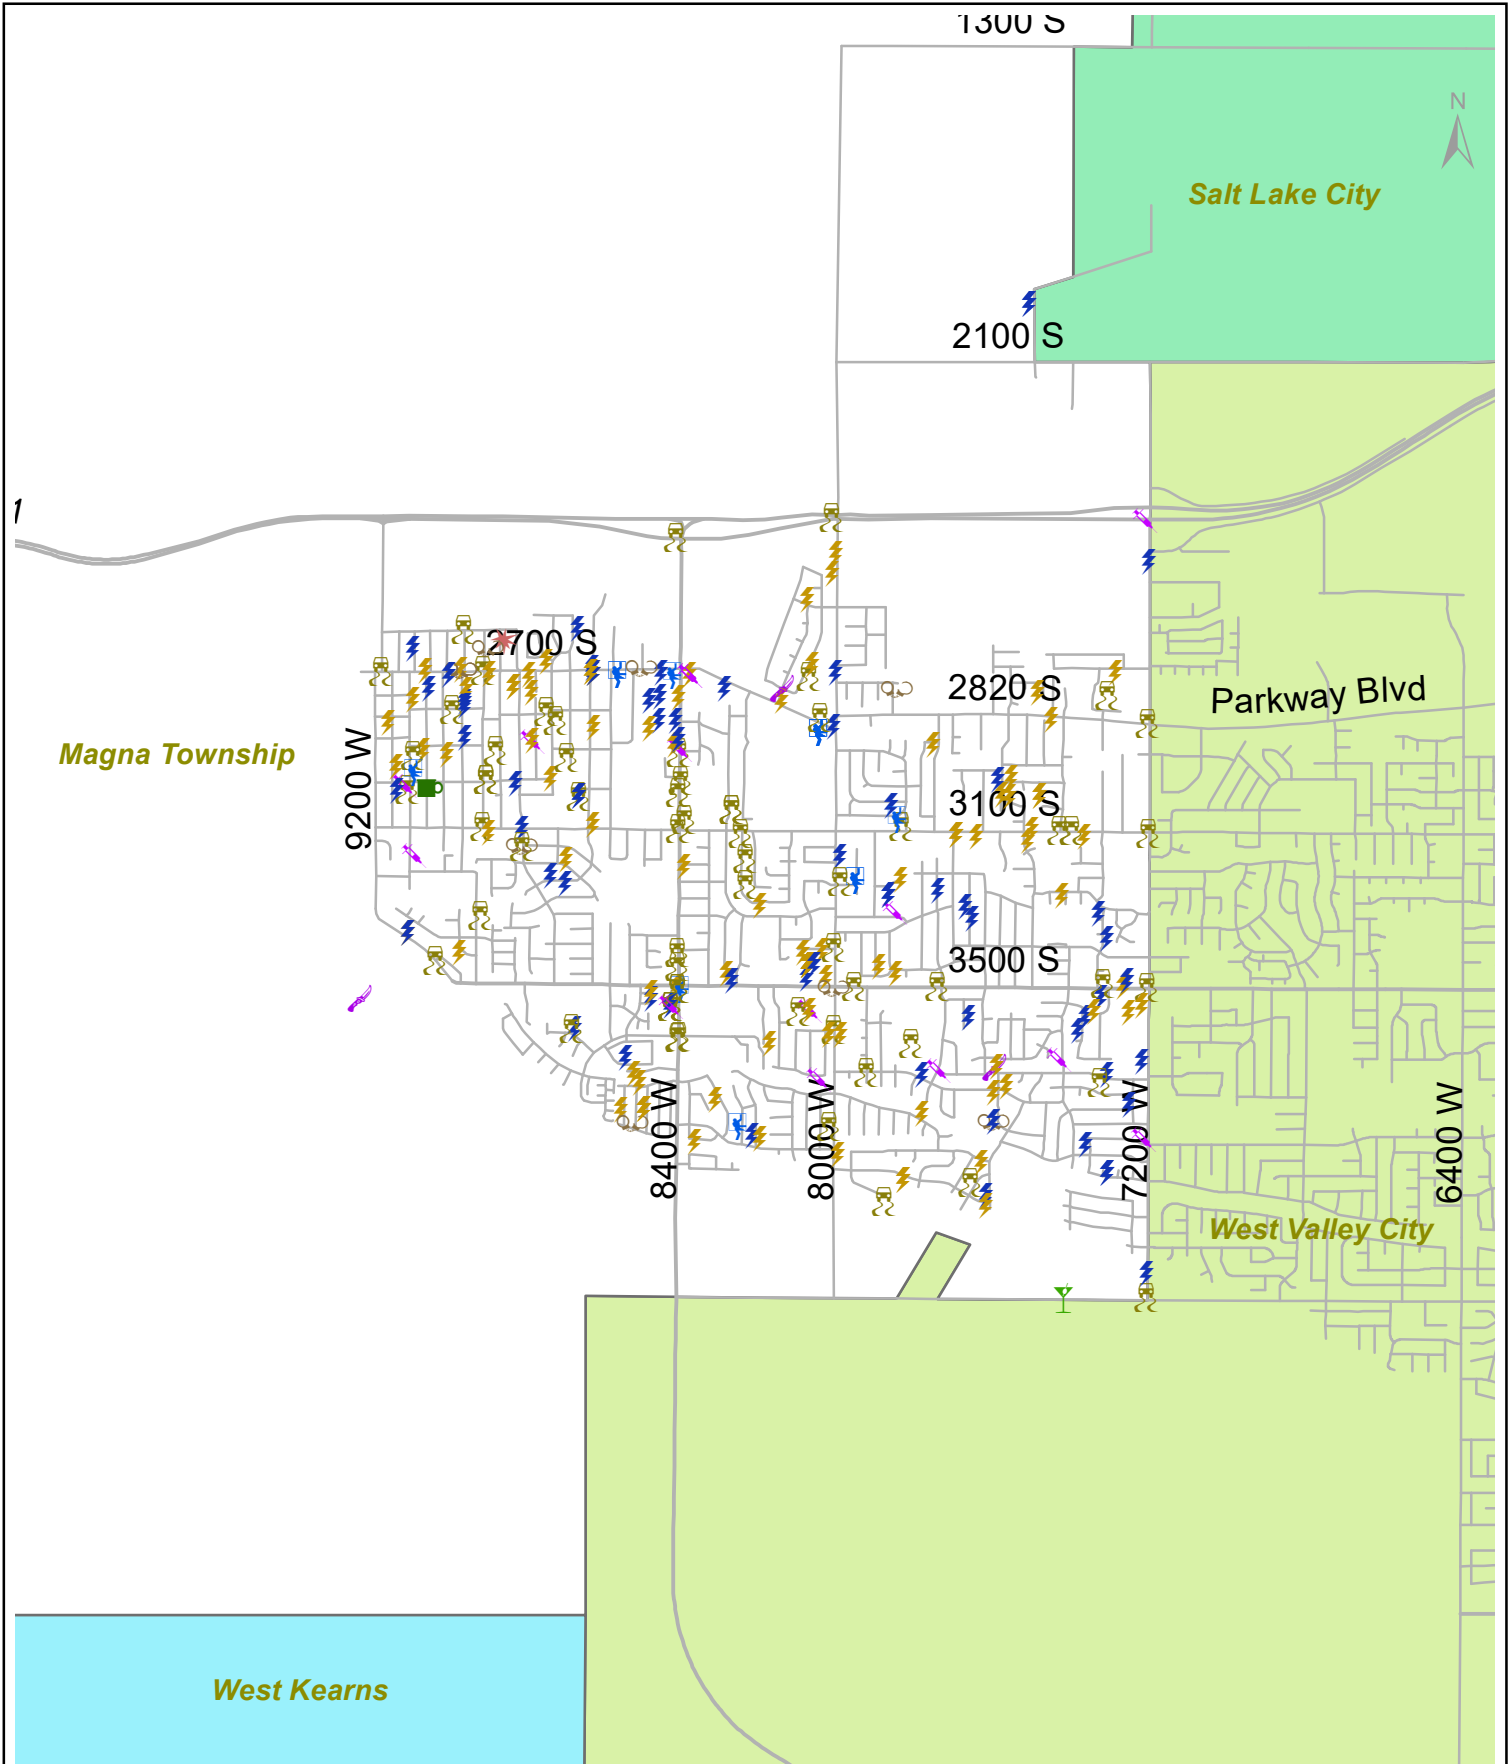 1300 S
N
Salt Lake City
2100 S
1
2700 S
2820 S
Parkway Blvd
Magna Township
9200 W
3100 S
3500 S
8400 W
8000 W
7200 W
6400 W
West Valley City
West Kearns